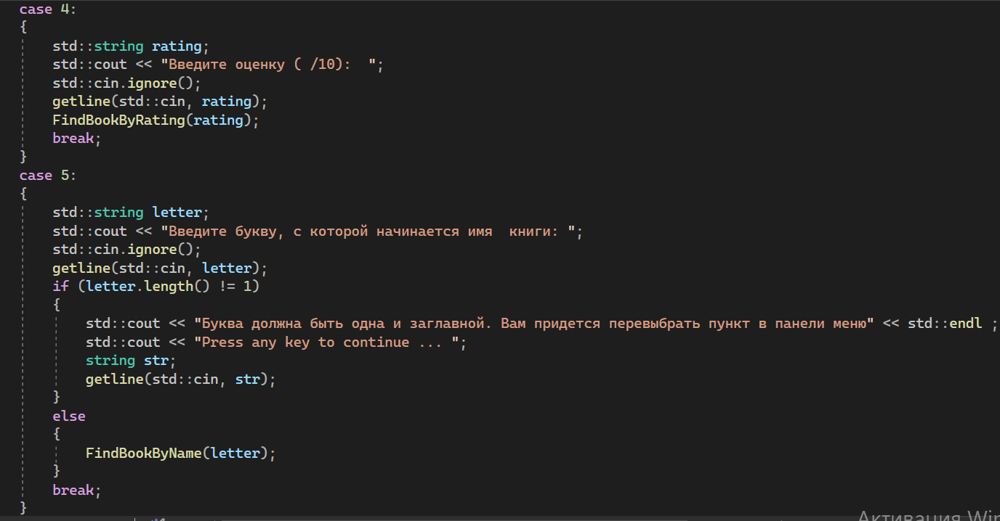 case 4:
{
std::string rating;
std::cout << "Введите оценку ( /10):  ";
std::cin.ignore();
getline(std::cin, rating);
FindBookByRating(rating);
break;
}
case 5:
{
std::string letter;
std::cout << "Введите букву, с которой начинается имя  книги: ";
std::cin.ignore();
getline(std::cin, letter);
if (letter.length() != 1)
{
std::cout << "Буква должна быть одна и заглавной. Вам придется перевыбрать пункт в панели меню" << std::endl ;
std::cout << "Press any key to continue ... ";
string str;
getline(std::cin, str);
}
else
{
FindBookByName(letter);
}
break;
}
Активация Win